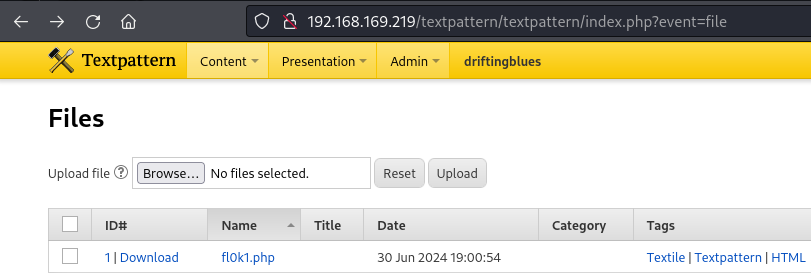 192.168.169.219/textpattern/textpattern/index.php?event=file
Textpattern Content Presentation Admin driftingblues
Files
Upload file ? Browse... No files selected. Reset Upload
ID# Name Title Date Category Tags
1 | Download fl0k1.php 30 Jun 2024 19:00:54 Textile | Textpattern | HTML